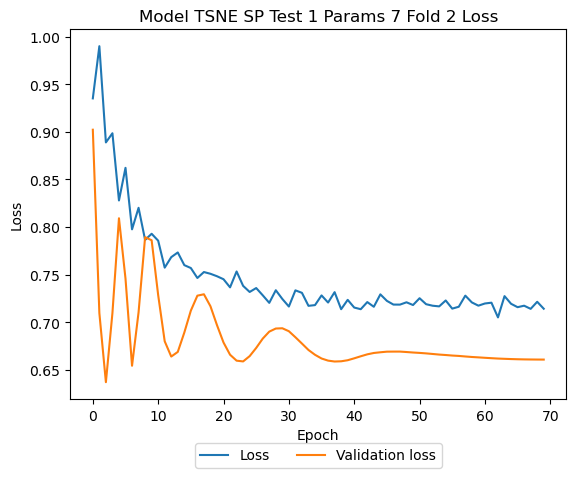 Model TSNE SP Test 1 Params 7 Fold 2 Loss
1.00
0.95
0.90
0.85
0.80
0.75
0.70
0.65
Loss
0 10 20 30 40 50 60 70
Epoch
Loss Validation loss